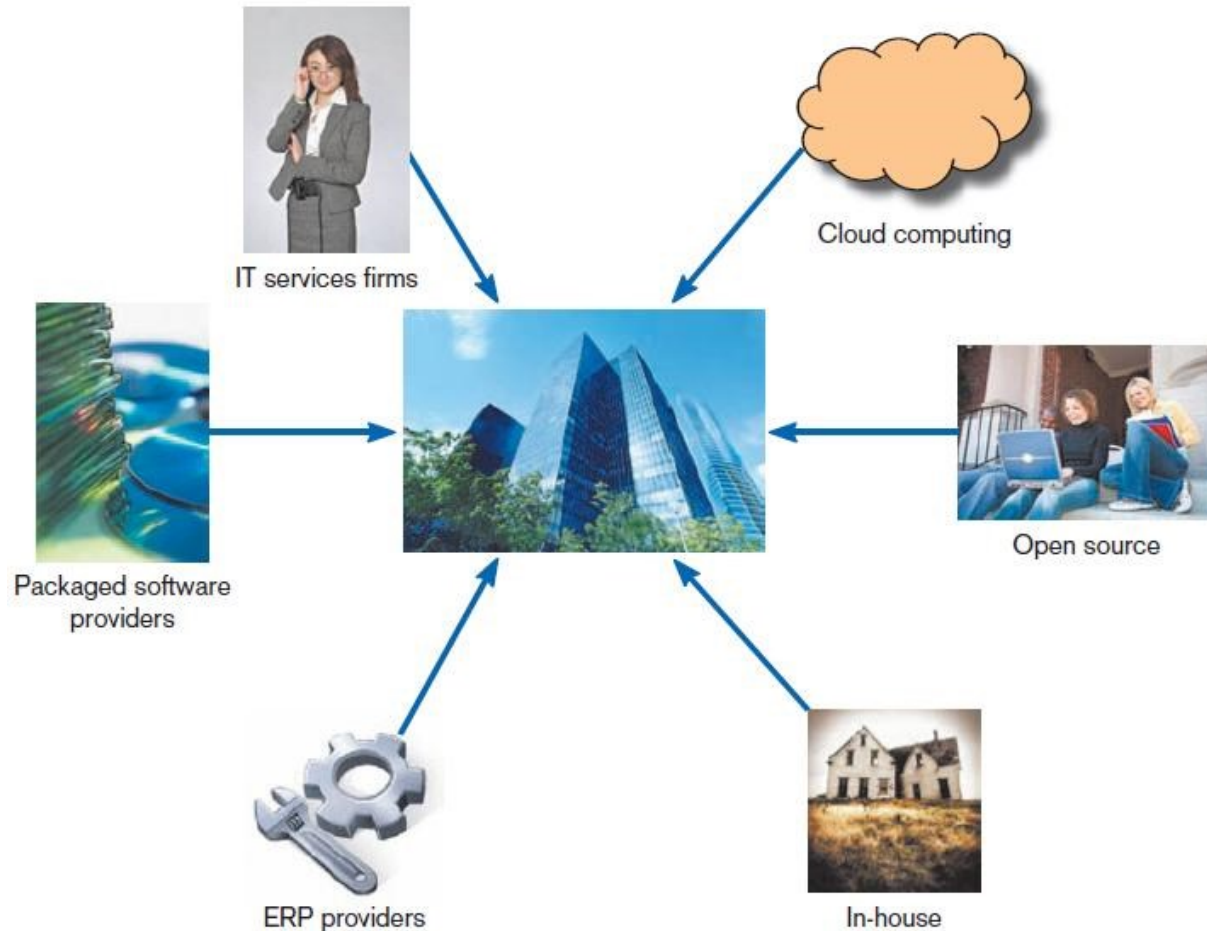 IT services firms
Cloud computing
Packaged software
providers
Open source
ERP providers
In-house